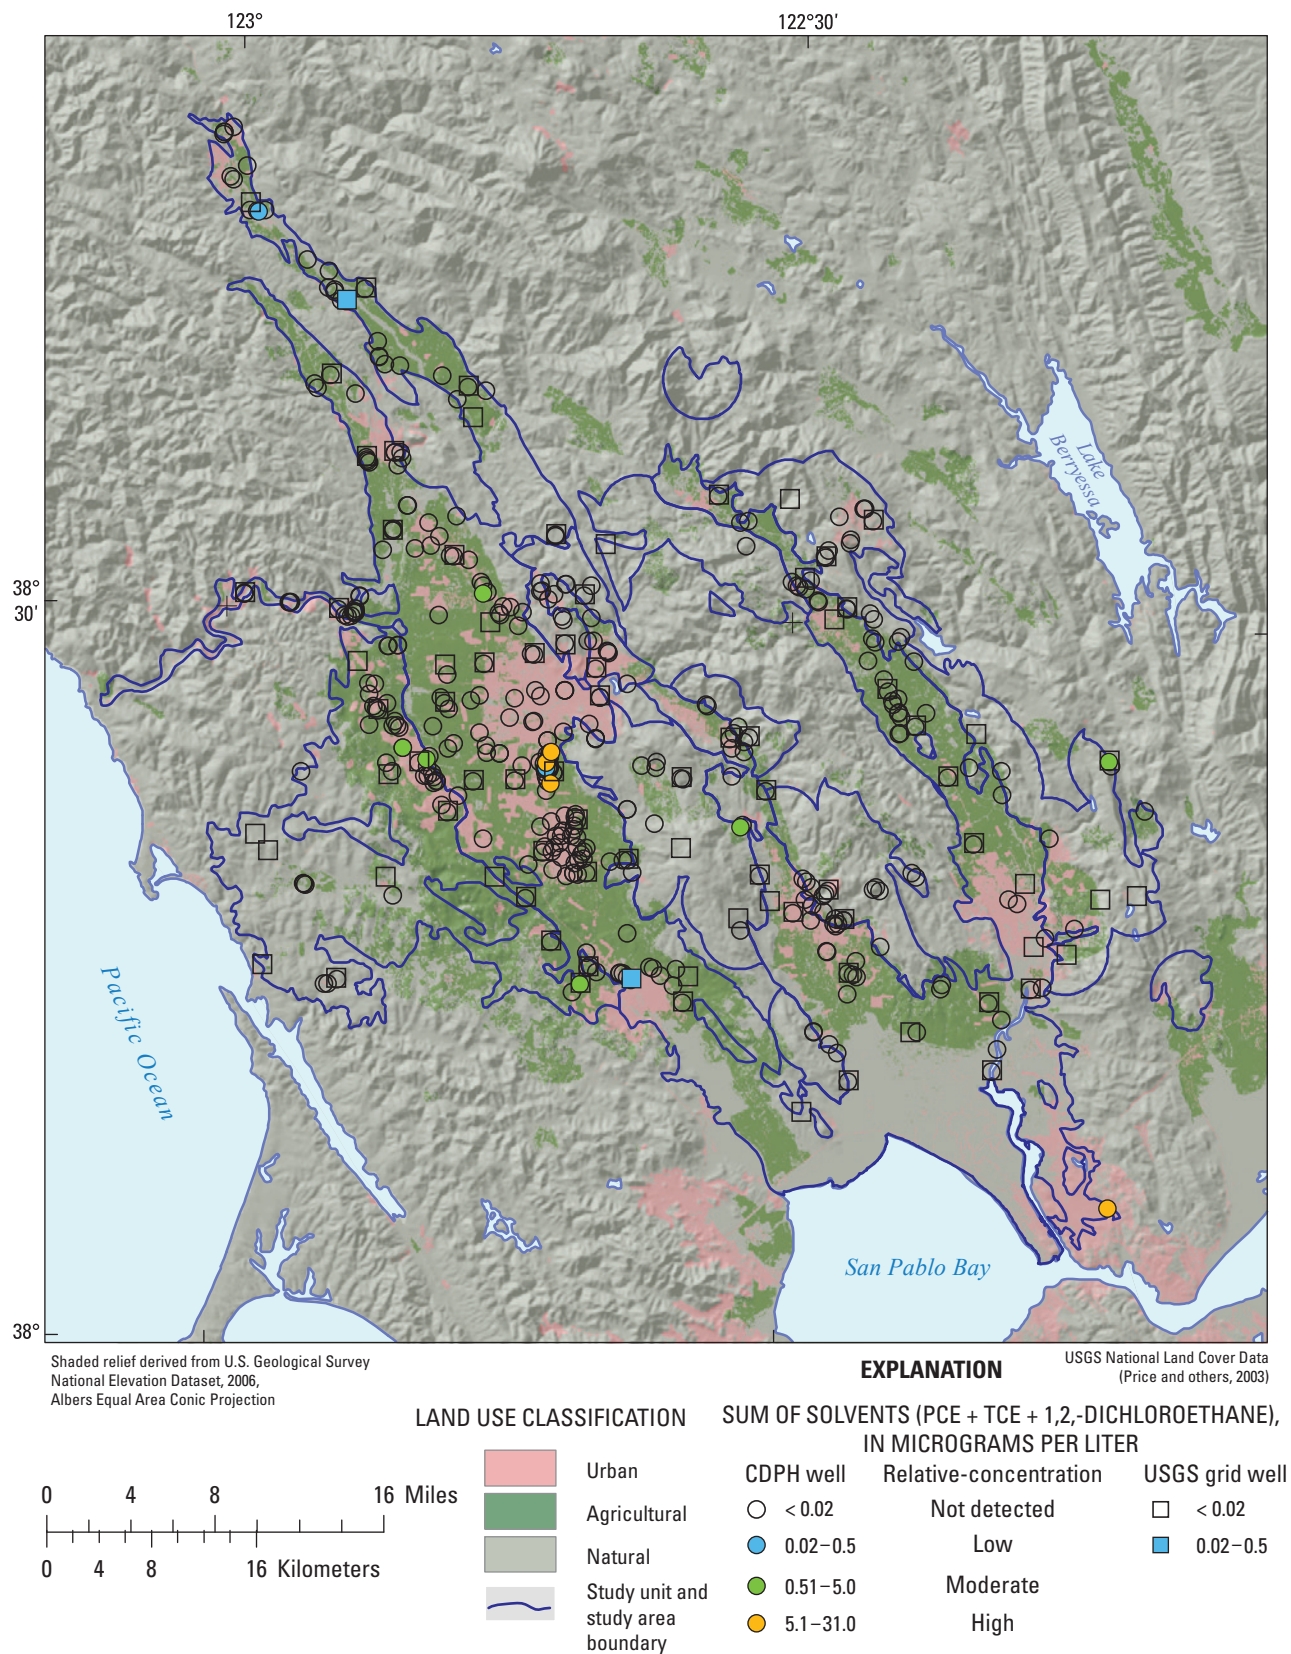 123°
122°30'
Lake
Berryessa
38°
30'
Pacific Ocean
San Pablo Bay
38°
Shaded relief derived from U.S. Geological Survey
National Elevation Dataset, 2006,
Albers Equal Area Conic Projection
EXPLANATION
USGS National Land Cover Data
(Price and others, 2003)
LAND USE CLASSIFICATION
Urban
Agricultural
Natural
Study unit and
study area
boundary
SUM OF SOLVENTS (PCE + TCE + 1,2,-DICHLOROETHANE),
IN MICROGRAMS PER LITER
CDPH well Relative-concentration USGS grid well
< 0.02 Not detected < 0.02
0.02–0.5 Low 0.02–0.5
0.51–5.0 Moderate
5.1–31.0 High
0 4 8 16 Miles
0 4 8 16 Kilometers